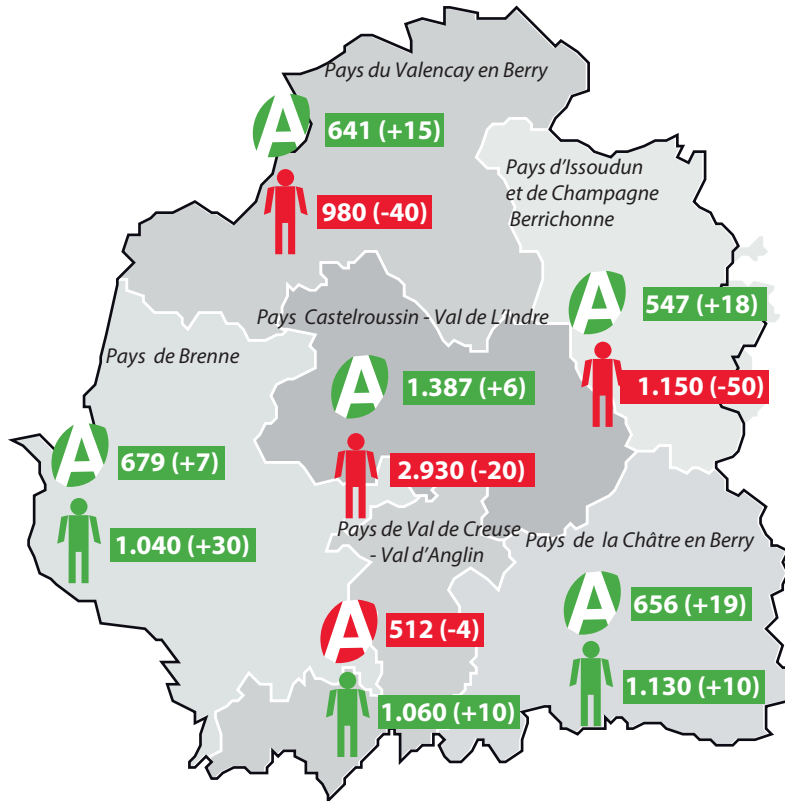 Pays du Valencay en Berry
A
641 (+15)
980 (-40)
Pays d'Issoudun
et de Champagne
Berrichonne
A
547 (+18)
1.150 (-50)
Pays Castelroussin - Val de L'Indre
A
1.387 (+6)
2.930 (-20)
Pays de Brenne
A
679 (+7)
1.040 (+30)
Pays de Val de Creuse
- Val d'Anglin
A
512 (-4)
1.060 (+10)
Pays de la Châtre en Berry
A
656 (+19)
1.130 (+10)